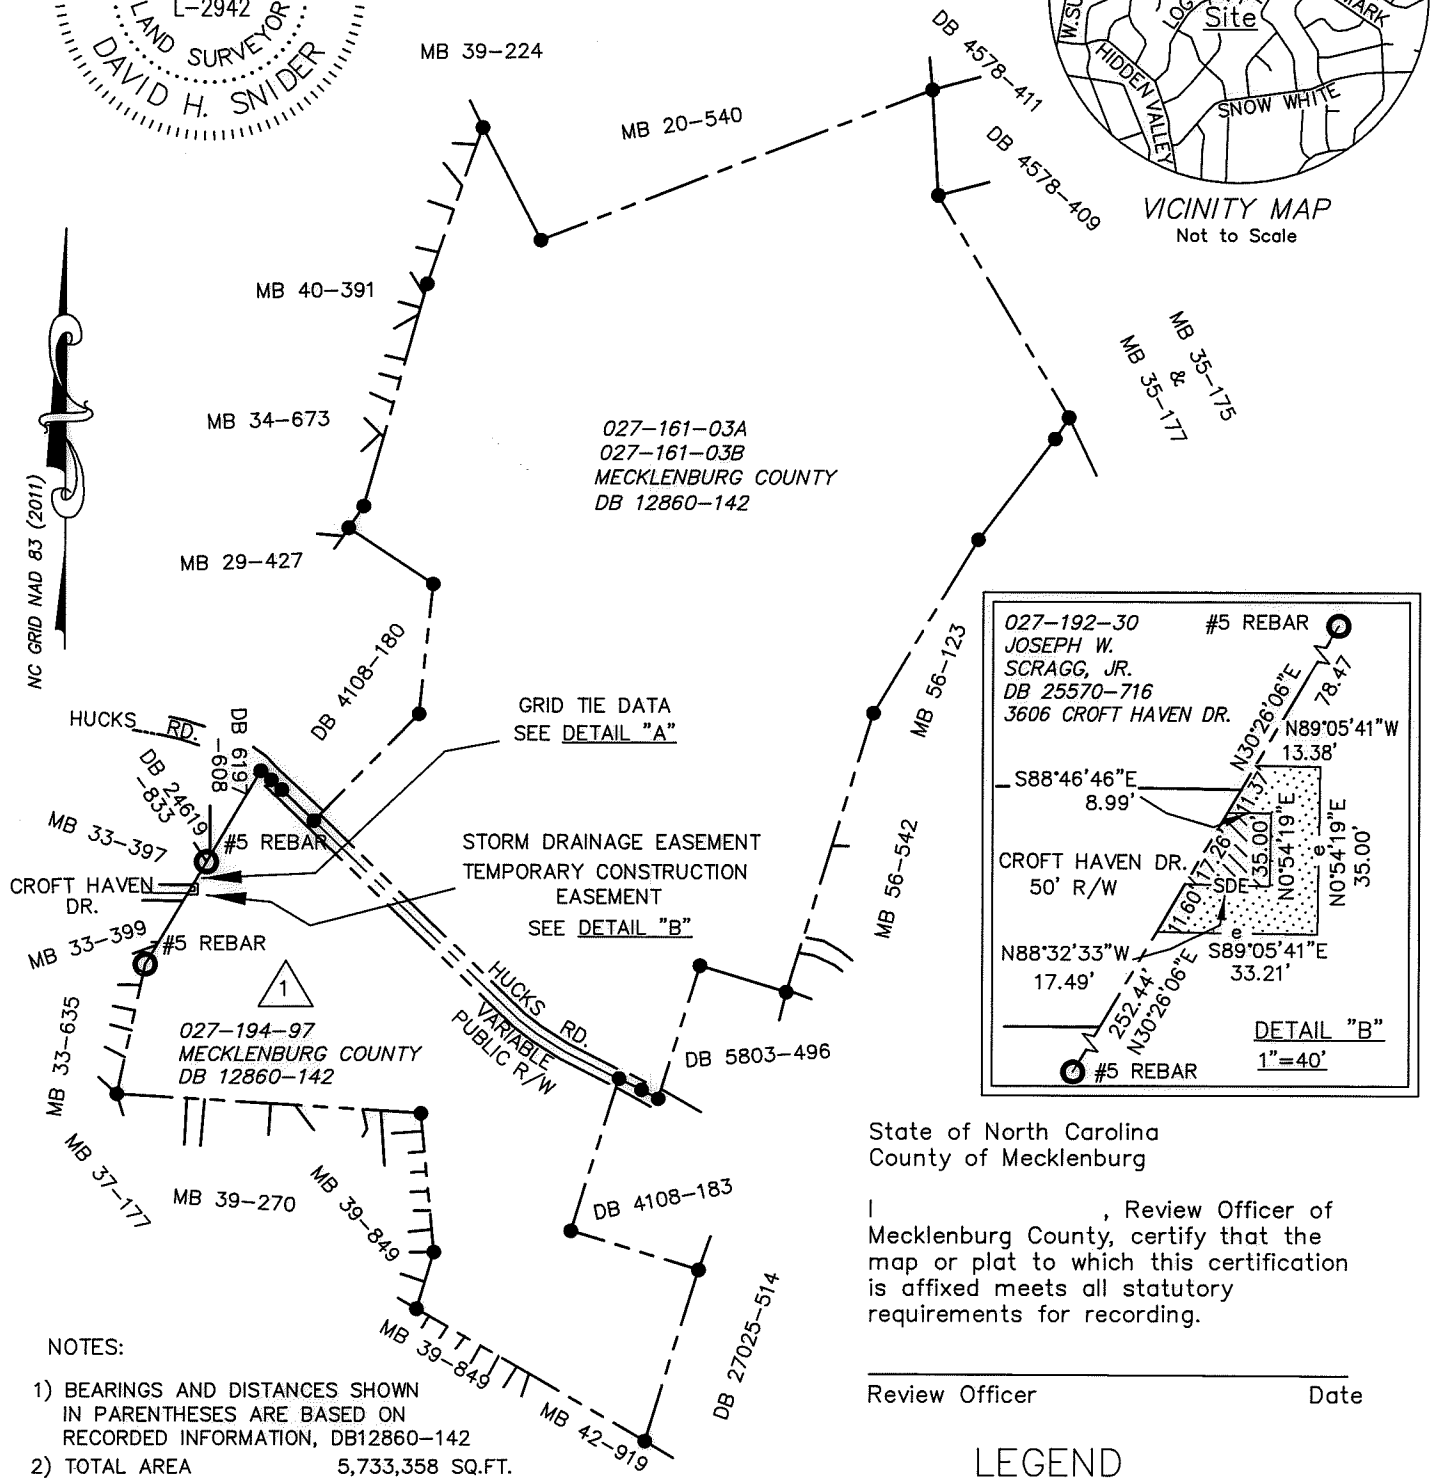 L-2942
LAND SURVEYOR
DAVID H. SNIDER
MB 39-224
MB 20-540
DB 4578-411
DB 4578-409
HIDDEN VALLEY
SNOW WHITE
Site
VICINITY MAP
Not to Scale
MB 40-391
MB 35-175
&
MB 35-177
MB 34-673
027-161-03A
027-161-03B
MECKLENBURG COUNTY
DB 12860-142
NC GRID NAD 83 (2011)
MB 29-427
DB 4108-180
MB 56-123
GRID TIE DATA
SEE DETAIL "A"
HUCKS
RD.
DB 6197
-608
DB 24619
-833
MB 33-397
#5 REBAR
STORM DRAINAGE EASEMENT
TEMPORARY CONSTRUCTION
EASEMENT
SEE DETAIL "B"
MB 56-542
CROFT HAVEN
DR.
MB 33-399
#5 REBAR
1
027-194-97
MECKLENBURG COUNTY
DB 12860-142
HUCKS RD.
VARIABLE
PUBLIC R/W
DB 5803-496
MB 33-635
MB 37-177
MB 39-270
MB 39-849
DB 4108-183
DB 27025-514
MB 39-849
MB 42-919
027-192-30
JOSEPH W.
SCRAGG, JR.
DB 25570-716
3606 CROFT HAVEN DR.
#5 REBAR
78.47
N30°26'06"E
N89°05'41"W
13.38'
S88°46'46"E
8.99'
11.37
CROFT HAVEN DR.
50' R/W
17.26'
35.00'
N0°54'19"E
e
N0°54'19"E
35.00'
SDE
11.60'
e
N88°32'33"W
17.49'
S89°05'41"E
33.21'
252.44'
N30°26'06"E
DETAIL "B"
1"=40'
#5 REBAR
State of North Carolina
County of Mecklenburg
I , Review Officer of
Mecklenburg County, certify that the
map or plat to which this certification
is affixed meets all statutory
requirements for recording.
Review Officer Date
NOTES:
1) BEARINGS AND DISTANCES SHOWN
IN PARENTHESES ARE BASED ON
RECORDED INFORMATION, DB12860-142
2) TOTAL AREA 5,733,358 SQ.FT.
LEGEND